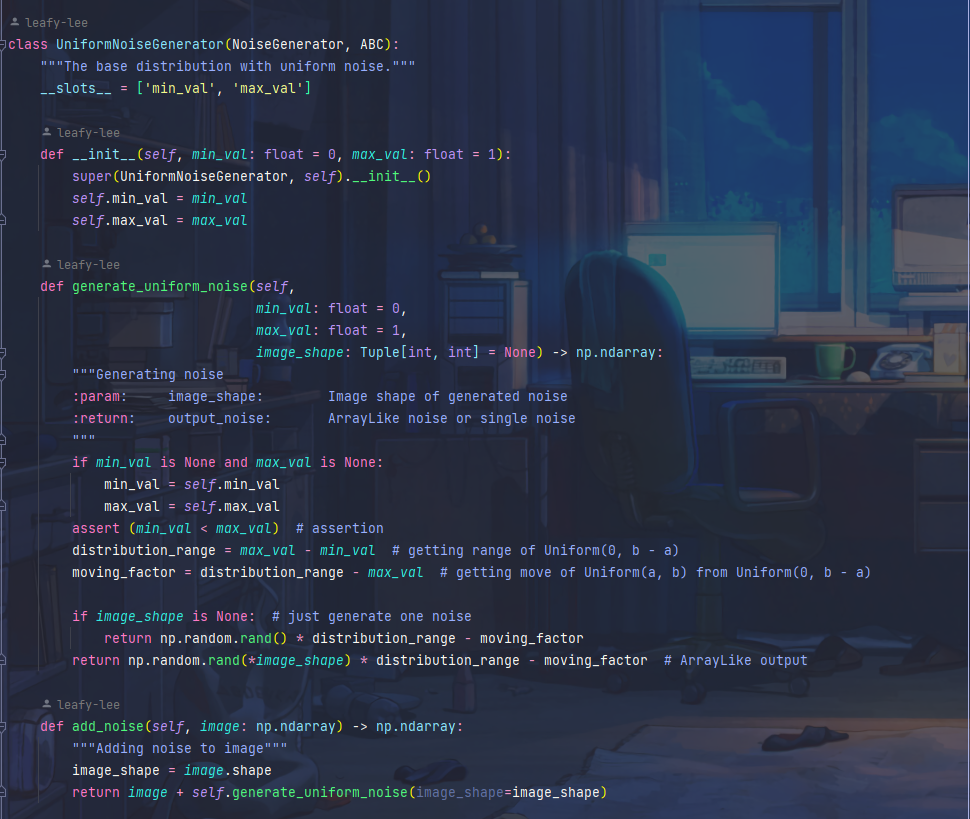 leafy-lee
class UniformNoiseGenerator(NoiseGenerator, ABC):
    """The base distribution with uniform noise."""
    __slots__ = ['min_val', 'max_val']
    leafy-lee
    def __init__(self, min_val: float = 0, max_val: float = 1):
        super(UniformNoiseGenerator, self).__init__()
        self.min_val = min_val
        self.max_val = max_val
    leafy-lee
    def generate_uniform_noise(self,
                               min_val: float = 0,
                               max_val: float = 1,
                               image_shape: Tuple[int, int] = None) -> np.ndarray:
        """Generating noise
        :param:     image_shape:        Image shape of generated noise
        :return:    output_noise:       ArrayLike noise or single noise
        """
        if min_val is None and max_val is None:
            min_val = self.min_val
            max_val = self.max_val
        assert (min_val < max_val)  # assertion
        distribution_range = max_val - min_val  # getting range of Uniform(0, b - a)
        moving_factor = distribution_range - max_val  # getting move of Uniform(a, b) from Uniform(0, b - a)
        if image_shape is None:  # just generate one noise
            return np.random.rand() * distribution_range - moving_factor
        return np.random.rand(*image_shape) * distribution_range - moving_factor  # ArrayLike output
    leafy-lee
    def add_noise(self, image: np.ndarray) -> np.ndarray:
        """Adding noise to image"""
        image_shape = image.shape
        return image + self.generate_uniform_noise(image_shape=image_shape)